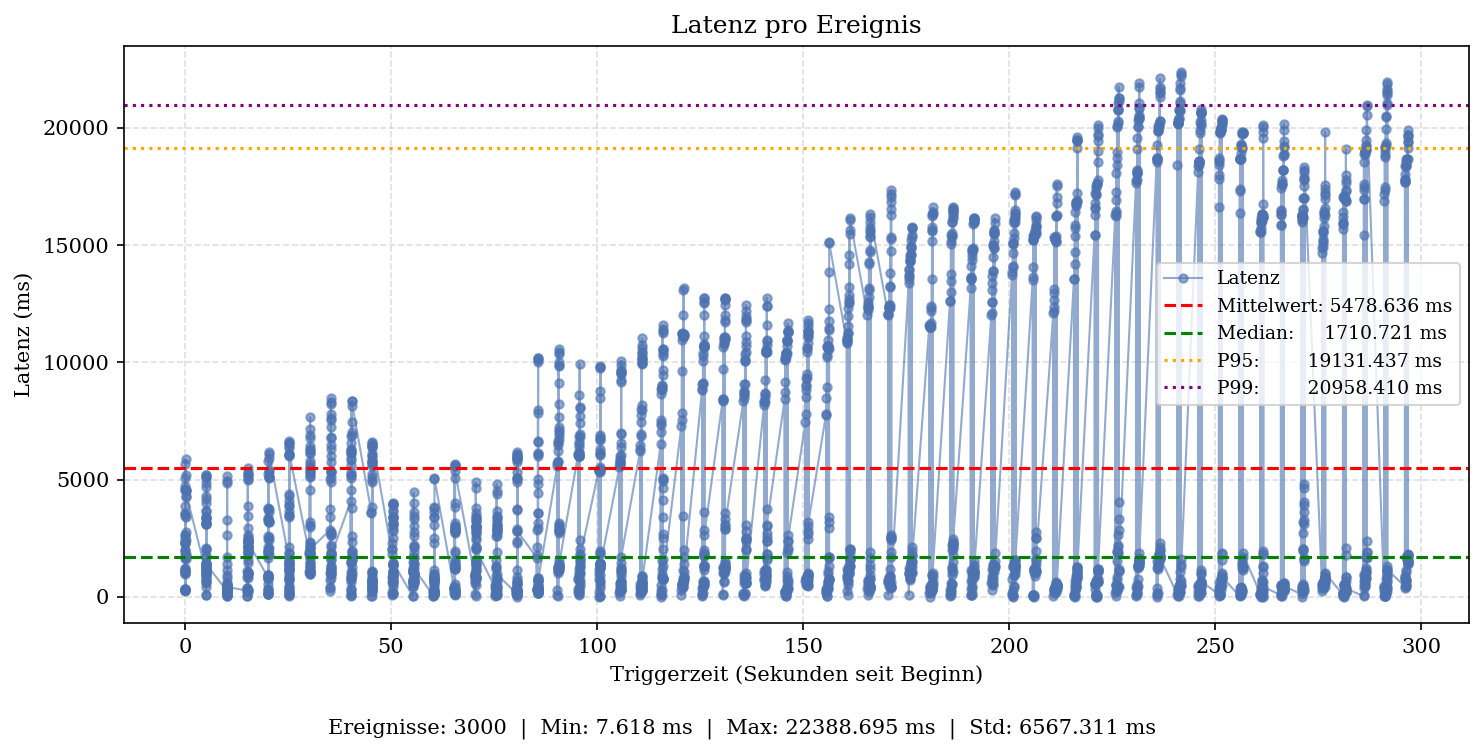 Latenz pro Ereignis
Latenz (ms)
20000
15000
10000
5000
0
Latenz
Mittelwert: 5478.636 ms
Median: 1710.721 ms
P95: 19131.437 ms
P99: 20958.410 ms
0 50 100 150 200 250 300
Triggerzeit (Sekunden seit Beginn)
Ereignisse: 3000 | Min: 7.618 ms | Max: 22388.695 ms | Std: 6567.311 ms